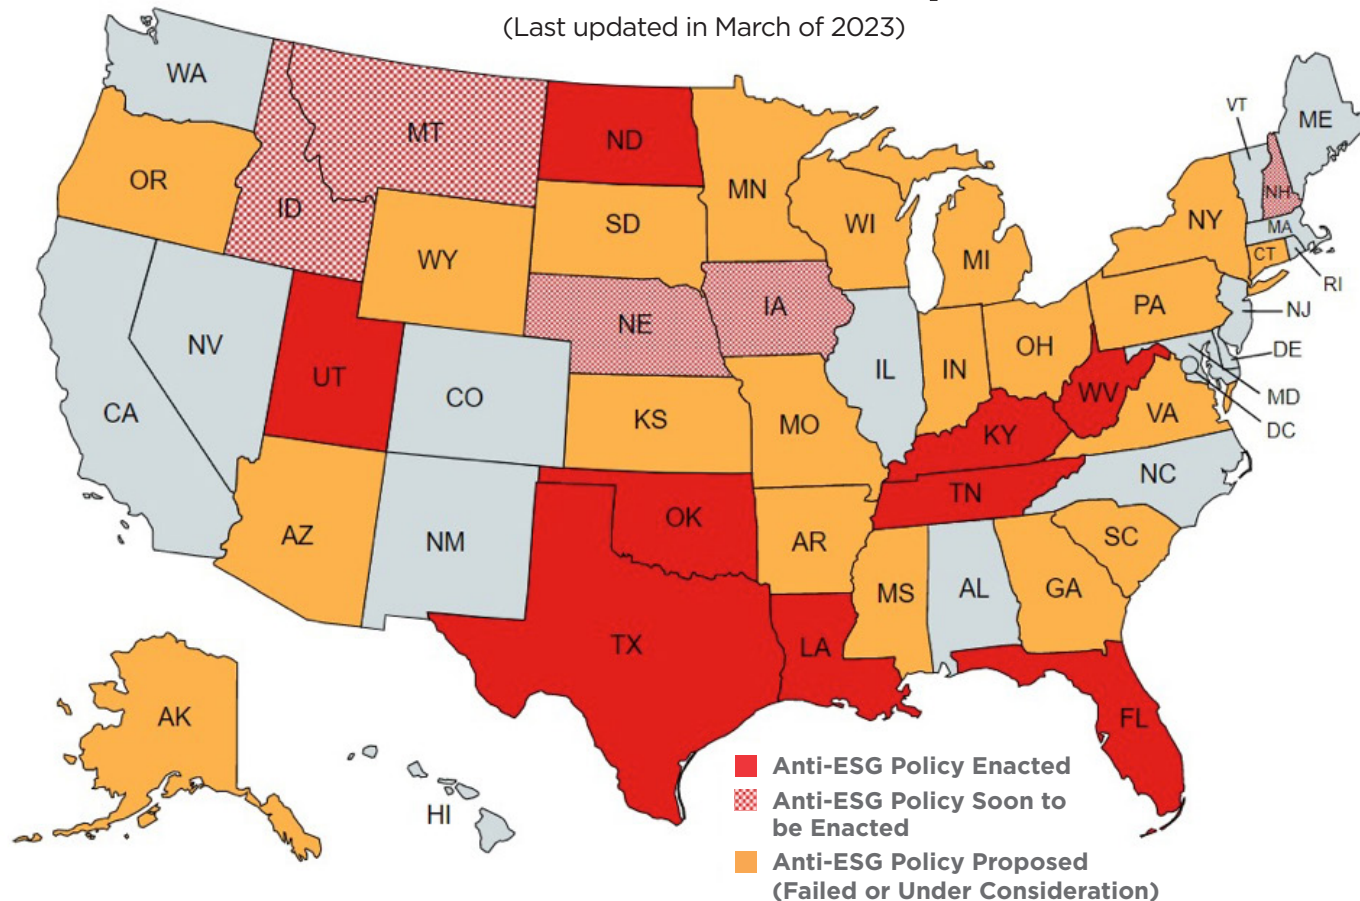 (Last updated in March of 2023)
WA
MT
ND
MN
ME
VT
OR
ID
SD
WI
NH
NY
MA
WY
MI
CT
RI
NE
IA
PA
NJ
NV
UT
CO
IL
IN
OH
DE
MD
DC
CA
KS
MO
WV
VA
KY
NC
AZ
NM
OK
AR
TN
SC
MS
AL
GA
TX
LA
AK
FL
HI
Anti-ESG Policy Enacted
Anti-ESG Policy Soon to
be Enacted
Anti-ESG Policy Proposed
(Failed or Under Consideration)